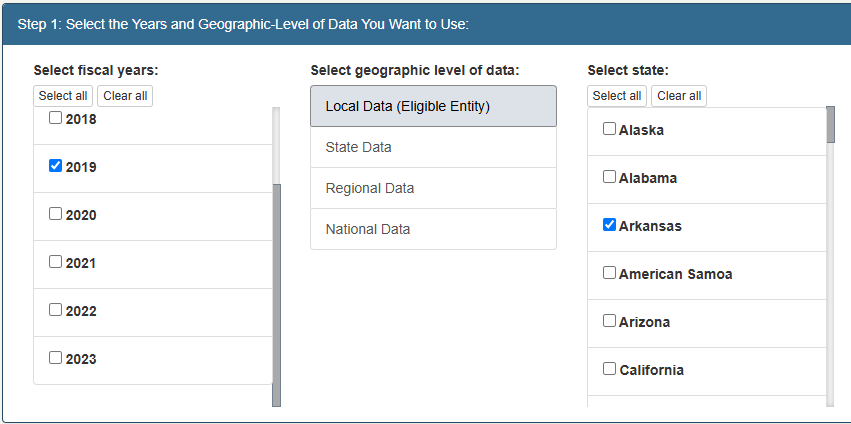 Step 1: Select the Years and Geographic-Level of Data You Want to Use:
Select fiscal years:
Select all Clear all
2018
2019
2020
2021
2022
2023
Select geographic level of data:
Local Data (Eligible Entity)
State Data
Regional Data
National Data
Select state:
Select all Clear all
Alaska
Alabama
Arkansas
American Samoa
Arizona
California